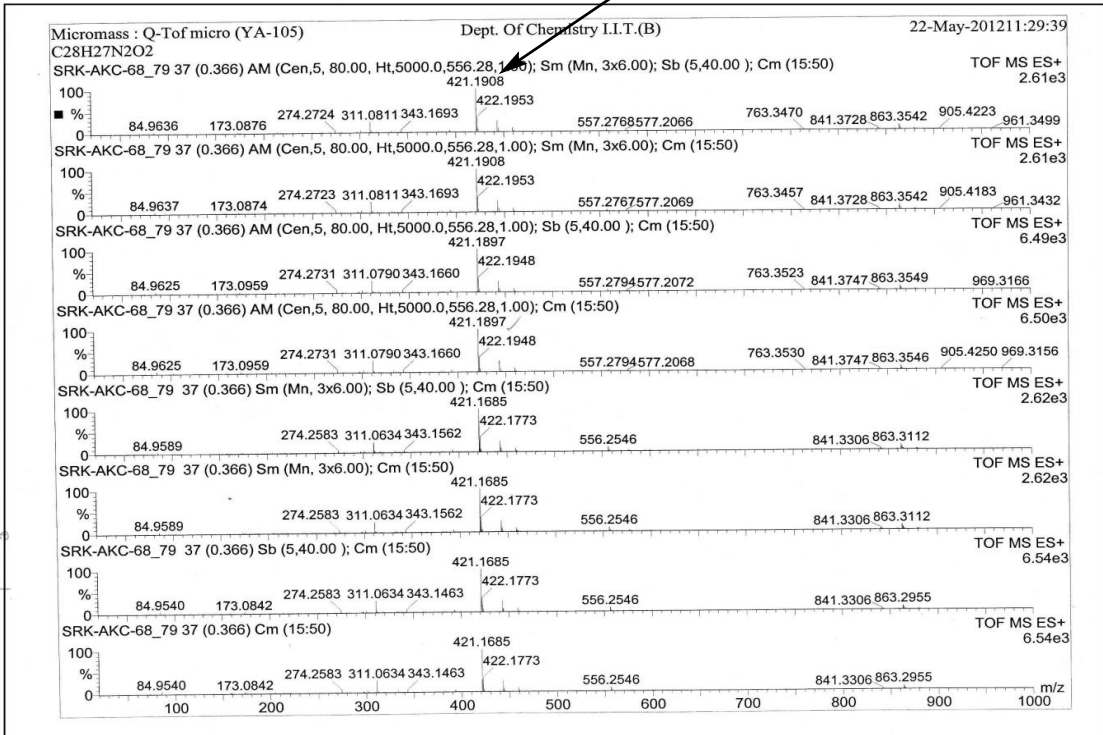 Micromass : Q-Tof micro (YA-105) Dept. Of Chemistry I.I.T.(B) 22-May-201211:29:39
C28H27N2O2
SRK-AKC-68_79 37 (0.366) AM (Cen,5, 80.00, Ht,5000.0,556.28,1.00); Sm (Mn, 3x6.00); Sb (5,40.00 ); Cm (15:50) TOF MS ES+
2.61e3
421.1908
100
%
0
84.9636 173.0876 274.2724 311.0811 343.1693 422.1953 557.2768 577.2066 763.3470 841.3728 863.3542 905.4223 961.3499
SRK-AKC-68_79 37 (0.366) AM (Cen,5, 80.00, Ht,5000.0,556.28,1.00); Sm (Mn, 3x6.00); Cm (15:50) TOF MS ES+
2.61e3
421.1908
100
%
0
84.9637 173.0874 274.2723 311.0811 343.1693 422.1953 557.2767 577.2069 763.3457 841.3728 863.3542 905.4183 961.3432
SRK-AKC-68_79 37 (0.366) AM (Cen,5, 80.00, Ht,5000.0,556.28,1.00); Sb (5,40.00 ); Cm (15:50) TOF MS ES+
6.49e3
421.1897
100
%
0
84.9625 173.0959 274.2731 311.0790 343.1660 422.1948 557.2794 577.2072 763.3523 841.3747 863.3549 969.3166
SRK-AKC-68_79 37 (0.366) AM (Cen,5, 80.00, Ht,5000.0,556.28,1.00); Cm (15:50) TOF MS ES+
6.50e3
421.1897
100
%
0
84.9625 173.0959 274.2731 311.0790 343.1660 422.1948 557.2794 577.2068 763.3530 841.3747 863.3546 905.4250 969.3156
SRK-AKC-68_79 37 (0.366) Sm (Mn, 3x6.00); Sb (5,40.00 ); Cm (15:50) TOF MS ES+
2.62e3
421.1685
100
%
0
84.9589 274.2583 311.0634 343.1562 422.1773 556.2546 841.3306 863.3112
SRK-AKC-68_79 37 (0.366) Sm (Mn, 3x6.00); Cm (15:50) TOF MS ES+
2.62e3
421.1685
100
%
0
84.9589 274.2583 311.0634 343.1562 422.1773 556.2546 841.3306 863.3112
SRK-AKC-68_79 37 (0.366) Sb (5,40.00 ); Cm (15:50) TOF MS ES+
6.54e3
421.1685
100
%
0
84.9540 173.0842 274.2583 311.0634 343.1463 422.1773 556.2546 841.3306 863.2955
SRK-AKC-68_79 37 (0.366) Cm (15:50) TOF MS ES+
6.54e3
421.1685
100
%
0
84.9540 173.0842 274.2583 311.0634 343.1463 422.1773 556.2546 841.3306 863.2955 m/z
100 200 300 400 500 600 700 800 900 1000